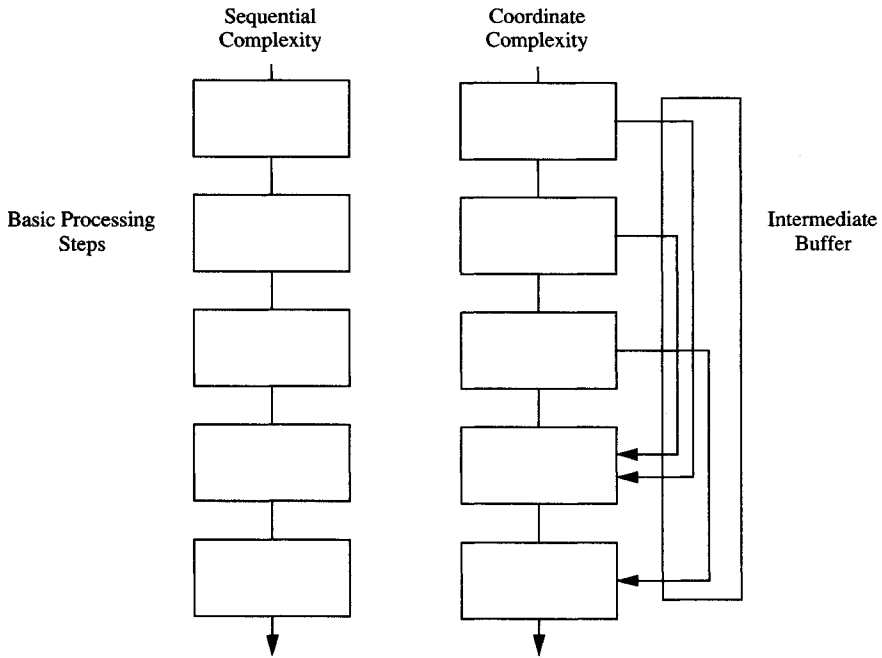 Sequential
Complexity
Coordinate
Complexity
Basic Processing
Steps
Intermediate
Buffer